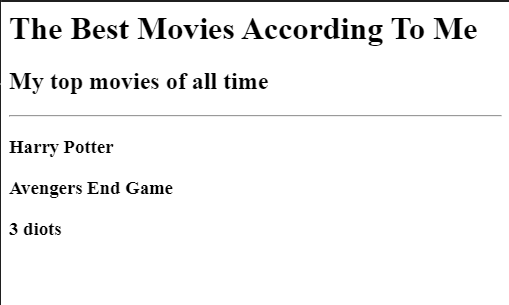 The Best Movies According To Me
My top movies of all time
Harry Potter
Avengers End Game
3 diots